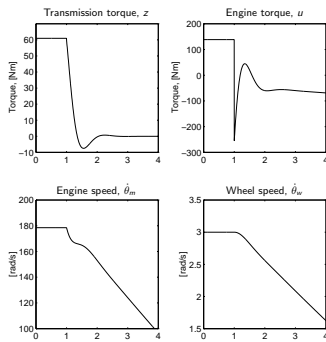 Transmission torque, z
Engine torque, u
Torque, [Nm]
70
60
50
40
30
20
10
0
−10
0 1 2 3 4
Torque, [Nm]
200
100
0
−100
−200
−300
0 1 2 3 4
Engine speed, θ̇m
Wheel speed, θ̇w
[rad/s]
200
180
160
140
120
100
0 1 2 3 4
[rad/s]
3.5
3
2.5
2
1.5
0 1 2 3 4